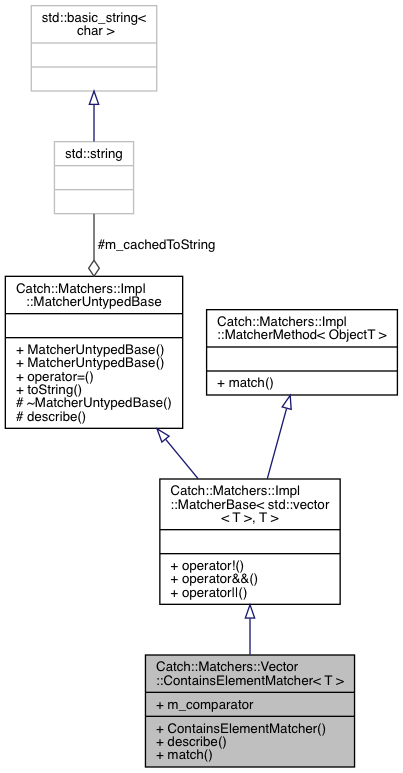 std::basic_string<
char >
std::string
#m_cachedToString
Catch::Matchers::Impl
::MatcherUntypedBase
+ MatcherUntypedBase()
+ MatcherUntypedBase()
+ operator=()
+ toString()
# ~MatcherUntypedBase()
# describe()
Catch::Matchers::Impl
::MatcherMethod< ObjectT >
+ match()
Catch::Matchers::Impl
::MatcherBase< std::vector
< T >, T >
+ operator!()
+ operator&&()
+ operator||()
Catch::Matchers::Vector
::ContainsElementMatcher< T >
+ m_comparator
+ ContainsElementMatcher()
+ describe()
+ match()